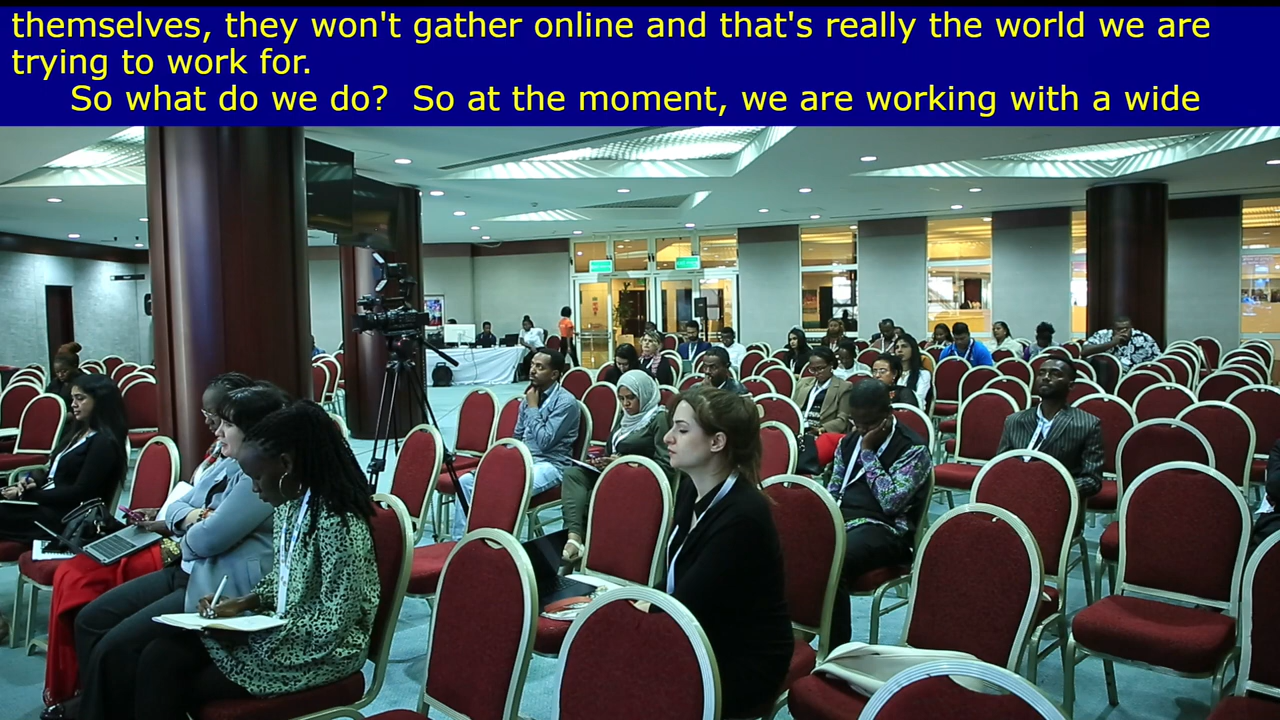 themselves, they won't gather online and that's really the world we are
trying to work for.
So what do we do?  So at the moment, we are working with a wide